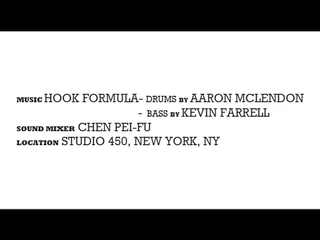 MUSIC HOOK FORMULA- DRUMS BY AARON MCLENDON
- BASS BY KEVIN FARRELL
SOUND MIXER CHEN PEI-FU
LOCATION STUDIO 450, NEW YORK, NY